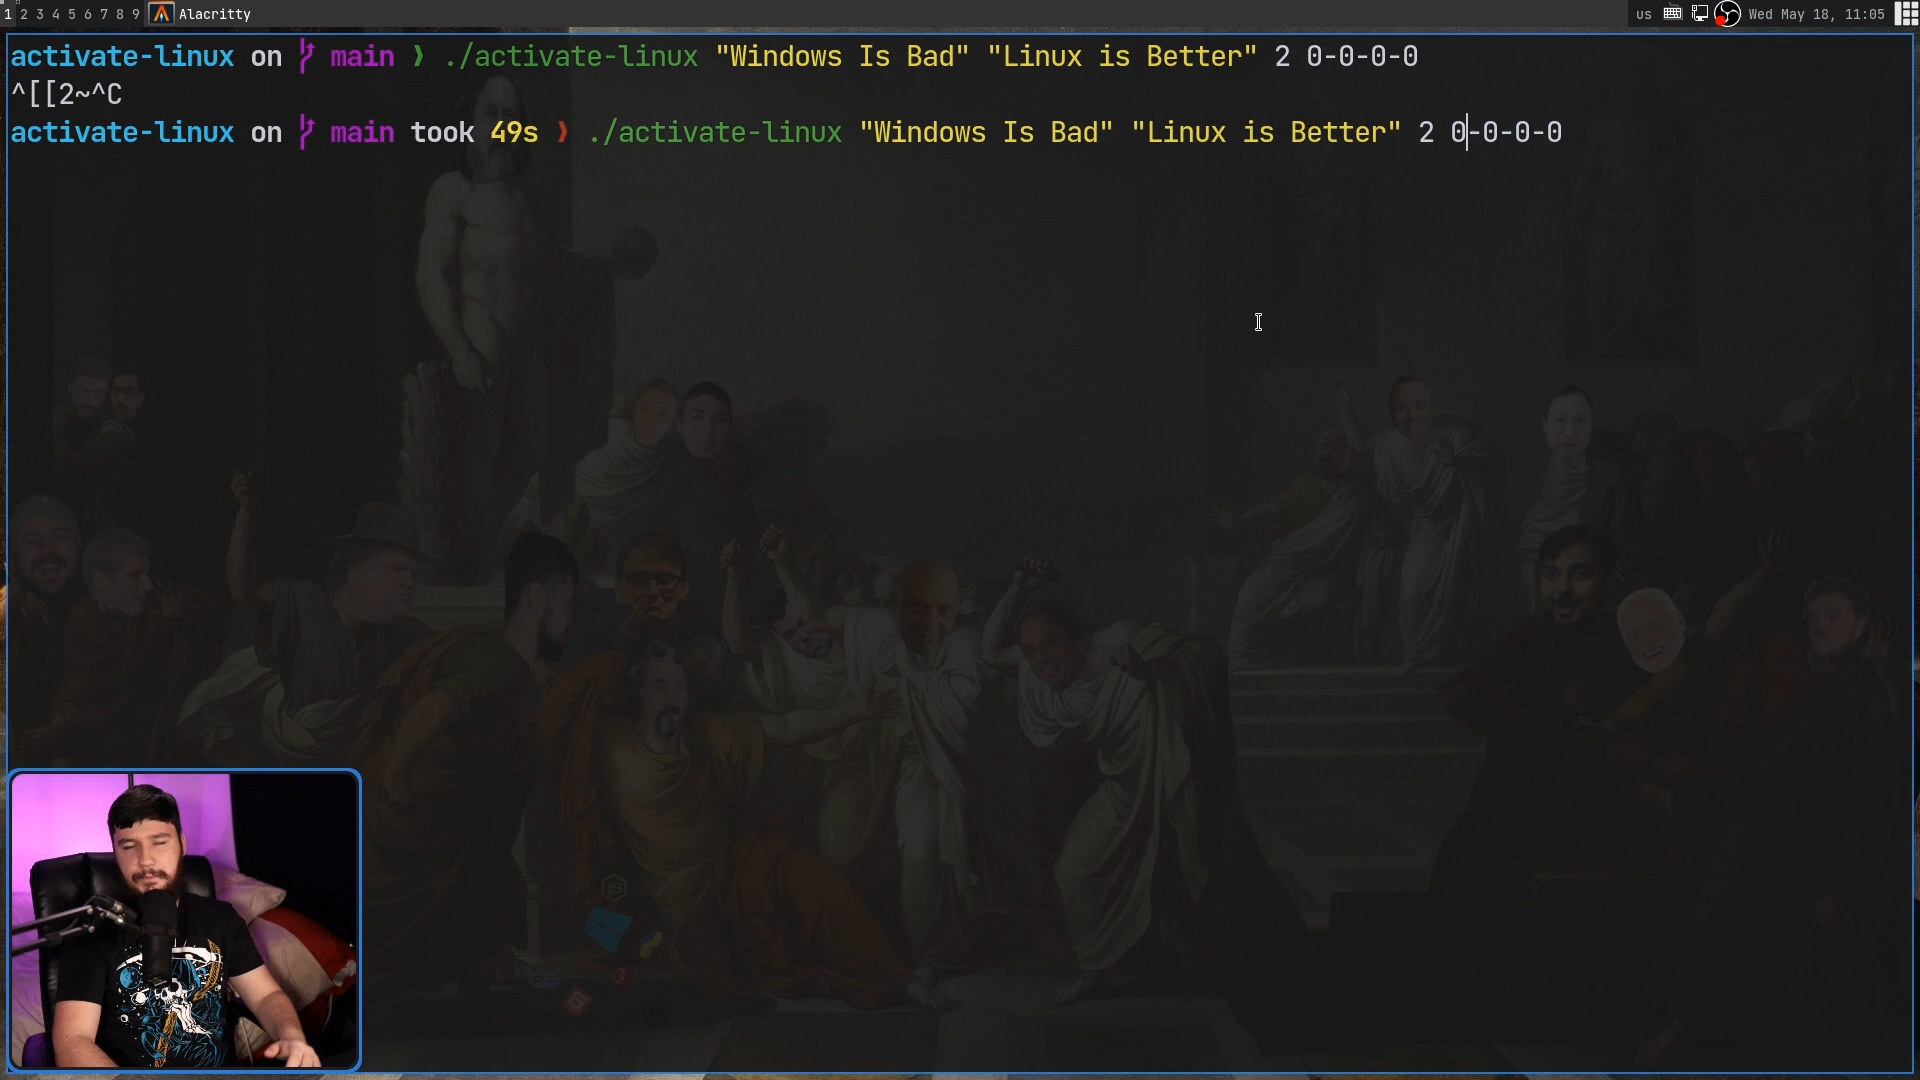 1 2 3 4 5 6 7 8 9 Alacritty us Wed May 18, 11:05
activate-linux on main ❫ ./activate-linux "Windows Is Bad" "Linux is Better" 2 0-0-0-0
^[[2~^C
activate-linux on main took 49s ❫ ./activate-linux "Windows Is Bad" "Linux is Better" 2 0-0-0-0
JS
php